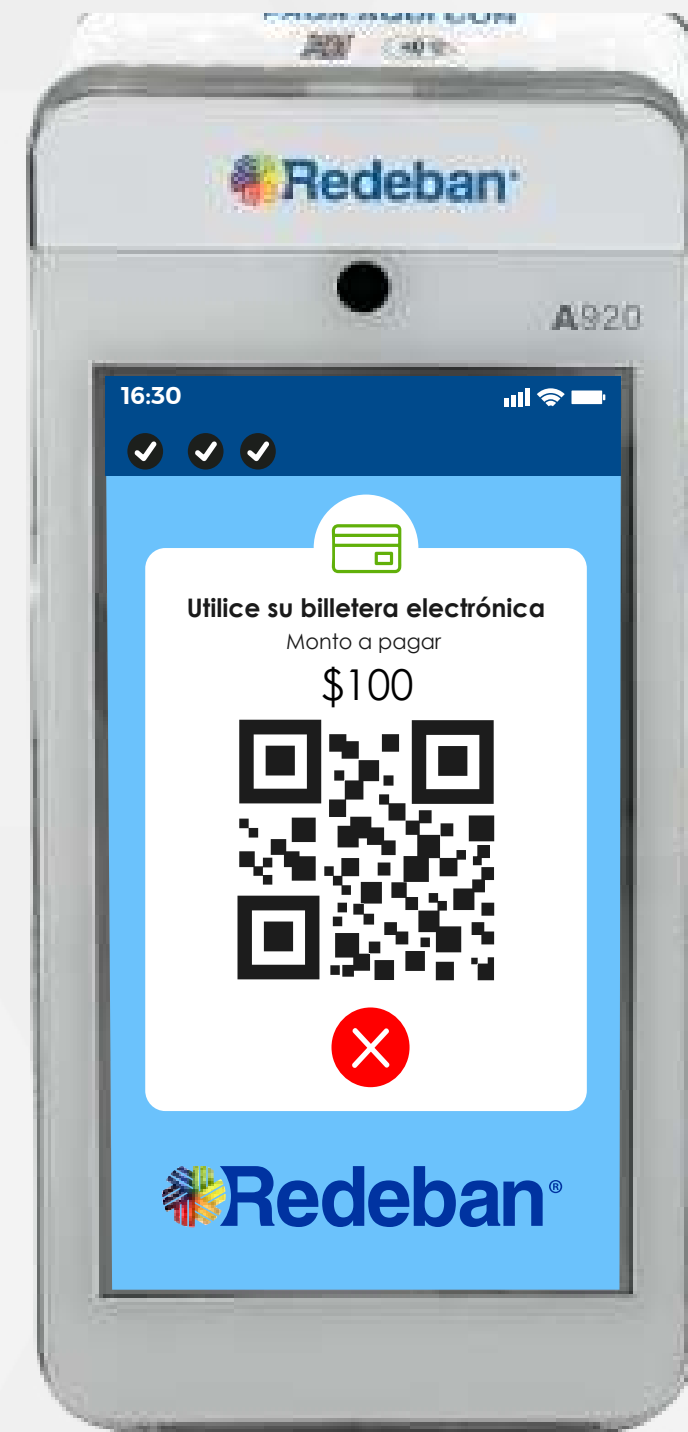 Redeban
A920
16:30
Utilice su billetera electrónica
Monto a pagar
$100
Redeban®